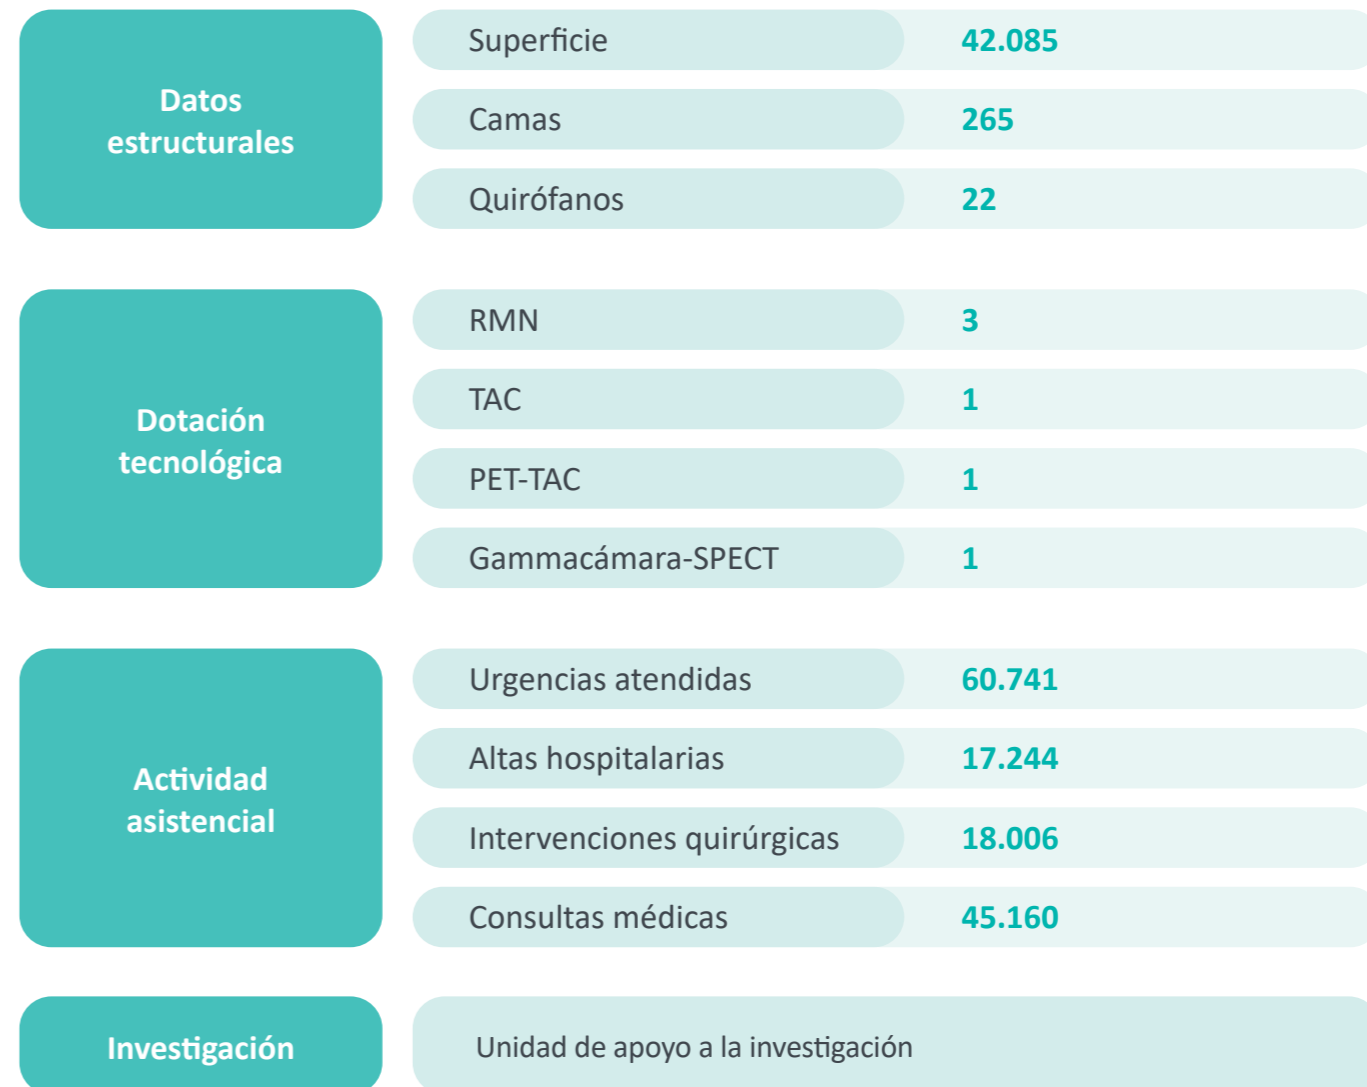 Datos
estructurales
Superficie 42.085
Camas 265
Quirófanos 22
Dotación
tecnológica
RMN 3
TAC 1
PET-TAC 1
Gammacámara-SPECT 1
Actividad
asistencial
Urgencias atendidas 60.741
Altas hospitalarias 17.244
Intervenciones quirúrgicas 18.006
Consultas médicas 45.160
Investigación
Unidad de apoyo a la investigación